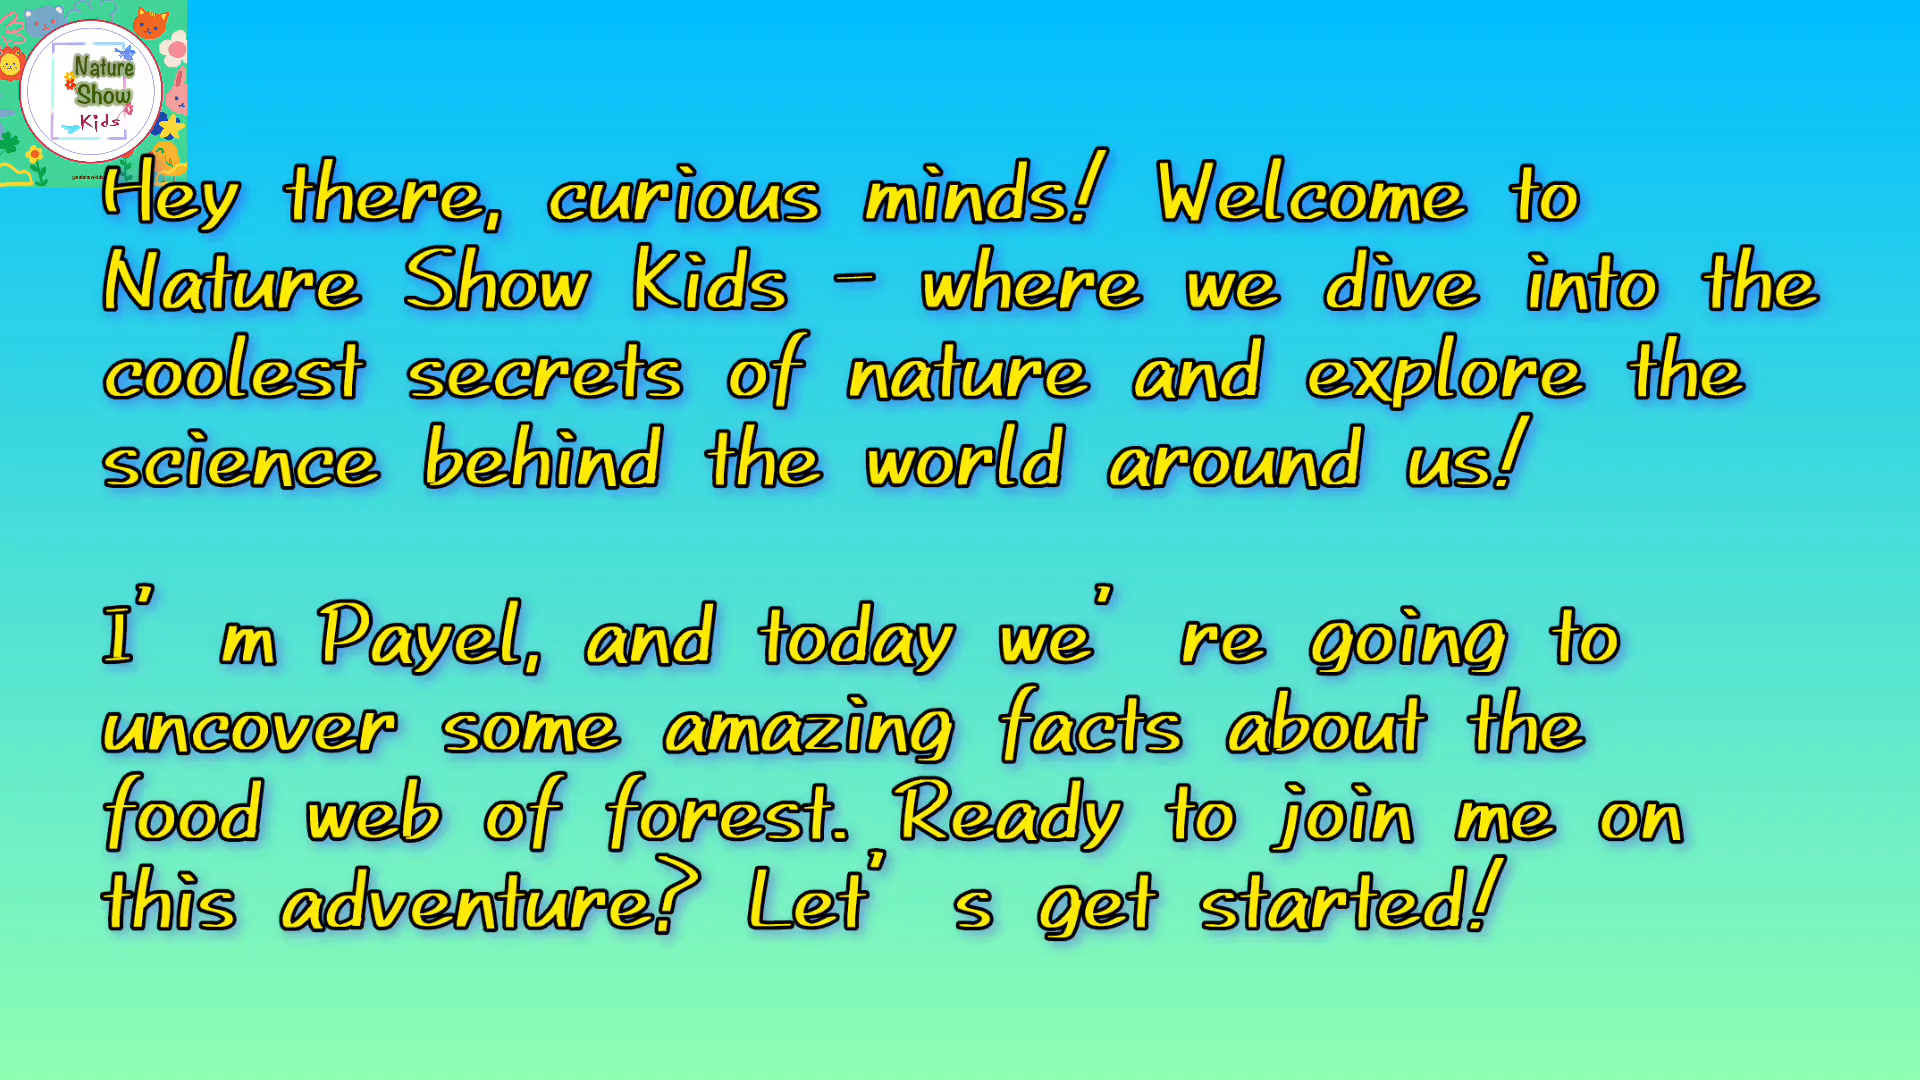 Nature
Show
Kids
Hey there, curious minds! Welcome to
Nature Show Kids - where we dive into the
coolest secrets of nature and explore the
science behind the world around us!
I’m Payel, and today we’re going to
uncover some amazing facts about the
food web of forest. Ready to join me on
this adventure? Let’s get started!